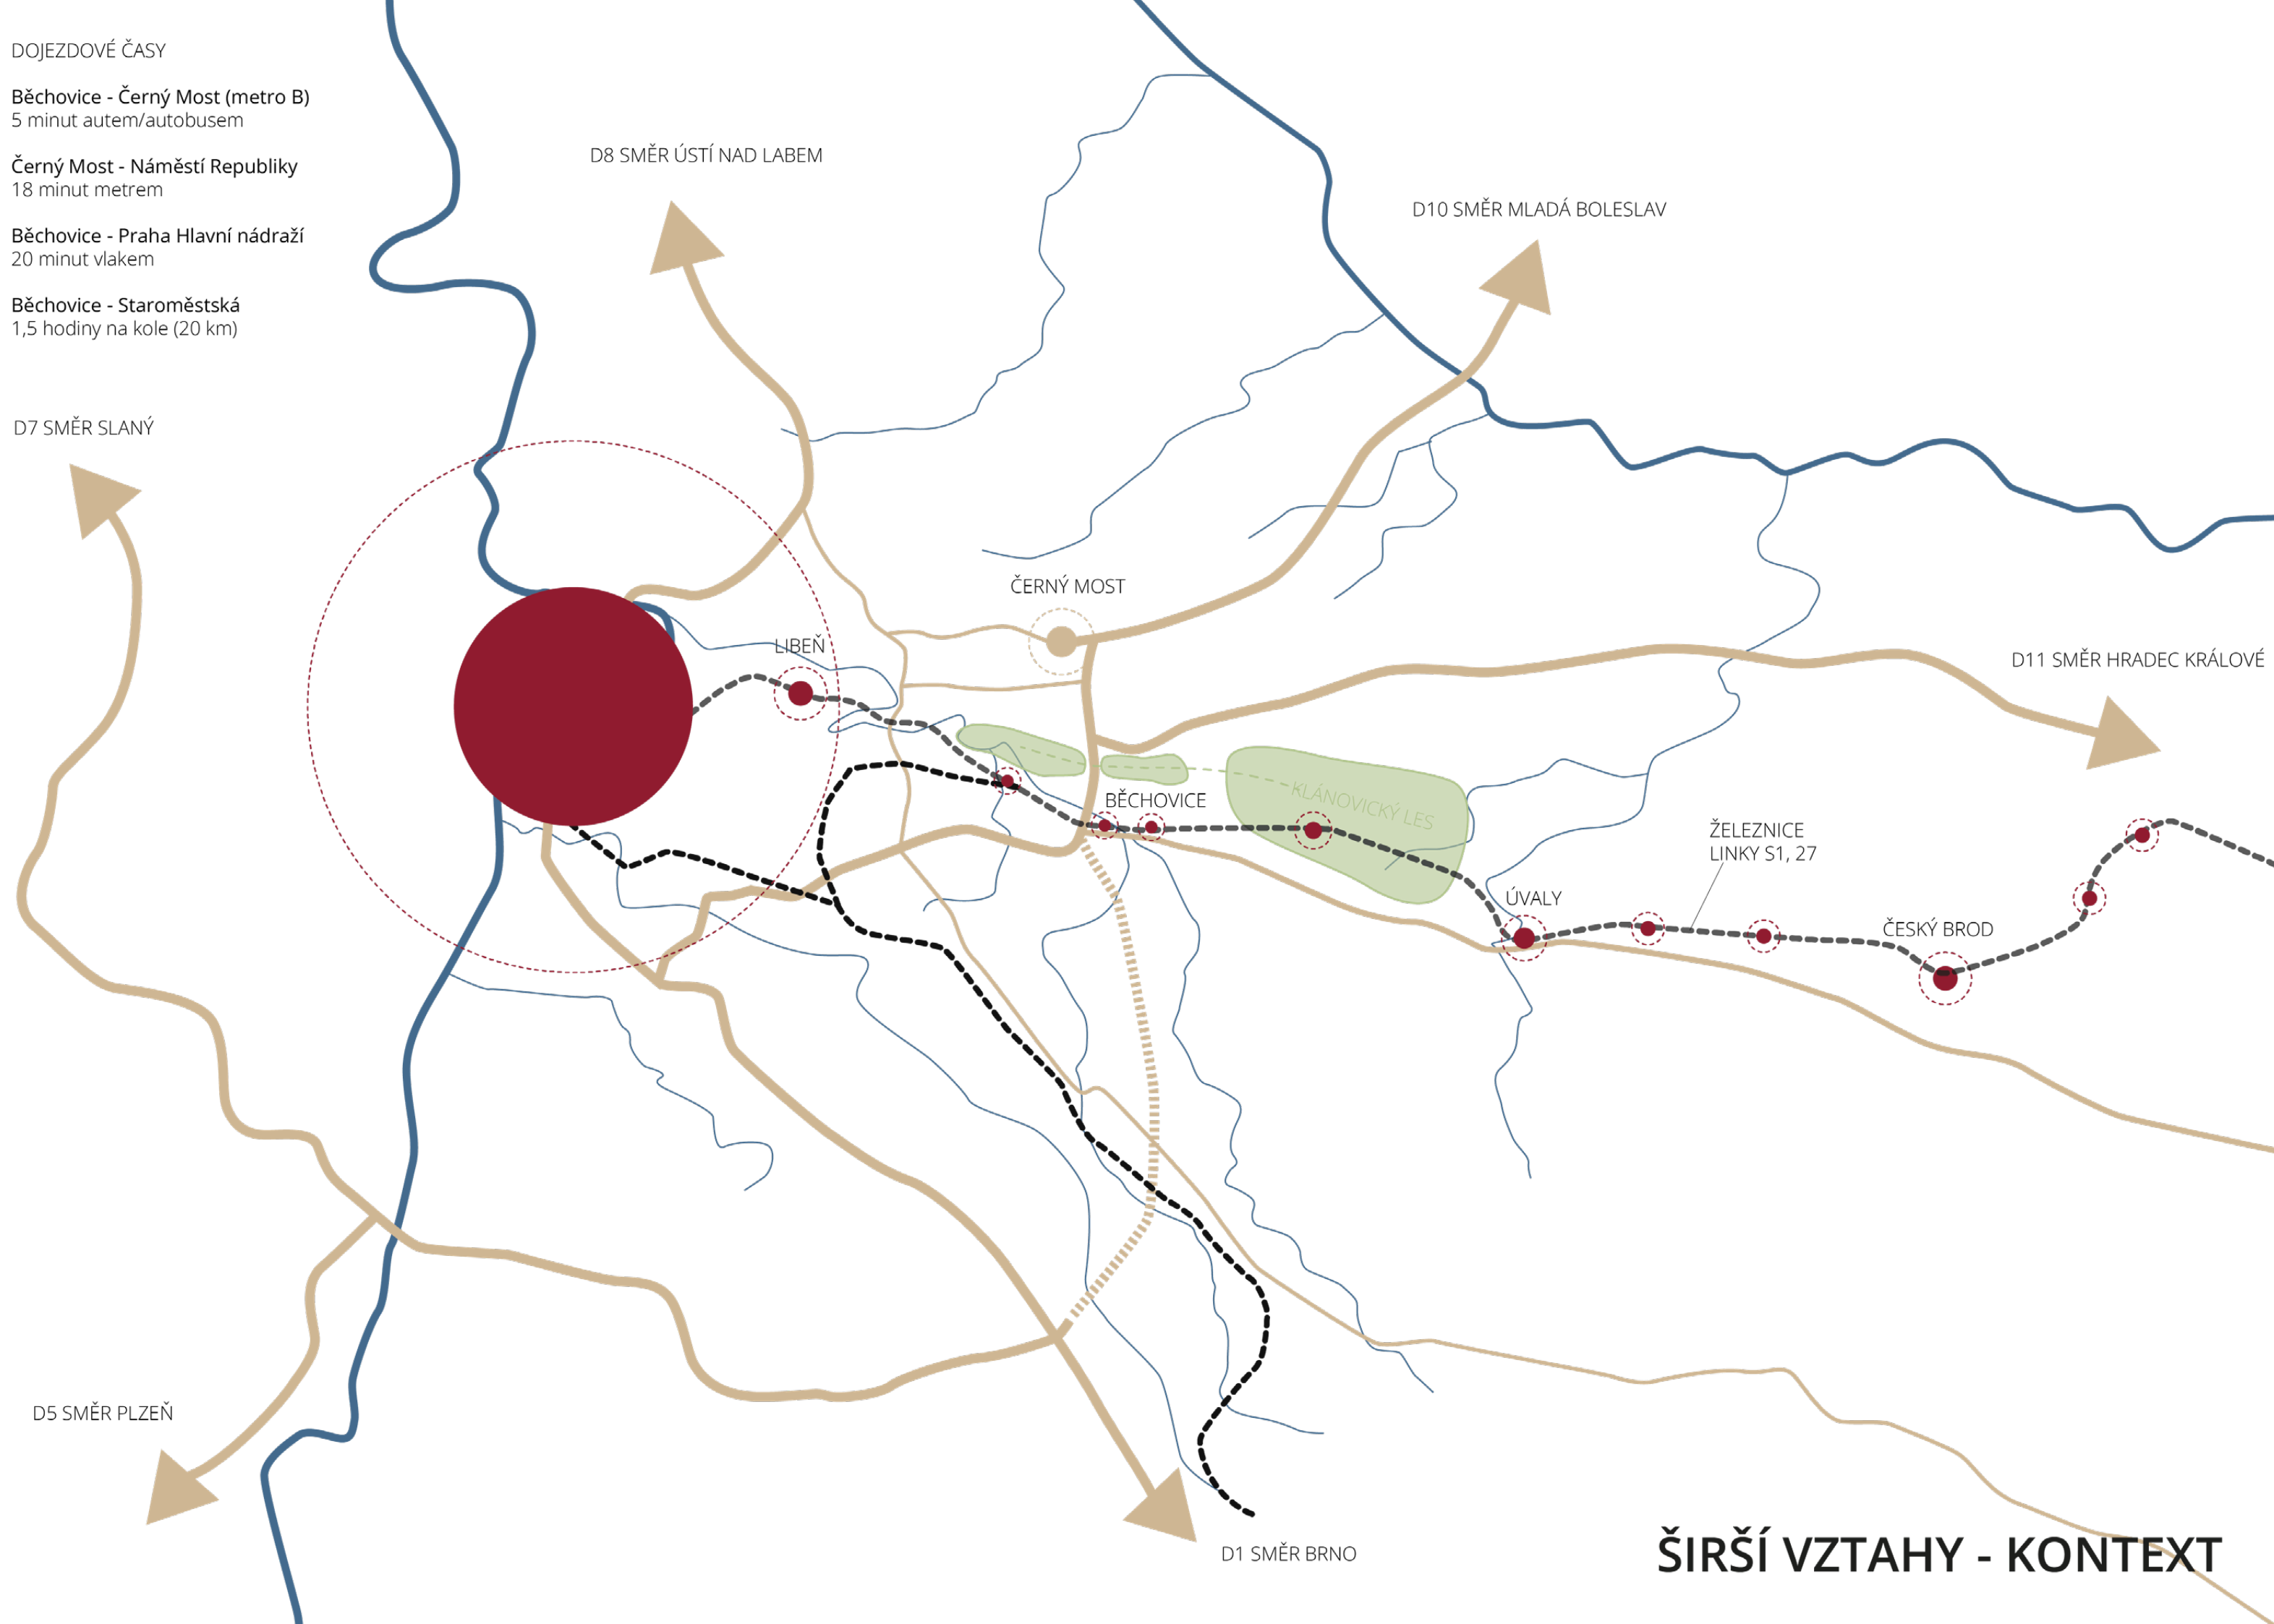 DOJEZDOVÉ ČASY
Běchovice - Černý Most (metro B)
5 minut autem/autobusem
Černý Most - Náměstí Republiky
18 minut metrem
Běchovice - Praha Hlavní nádraží
20 minut vlakem
Běchovice - Staroměstská
1,5 hodiny na kole (20 km)
D8 SMĚR ÚSTÍ NAD LABEM
D10 SMĚR MLADÁ BOLESLAV
D7 SMĚR SLANÝ
ČERNÝ MOST
LIBEŇ
D11 SMĚR HRADEC KRÁLOVÉ
BĚCHOVICE
KLÁNOVICKÝ LES
ŽELEZNICE
LINKY S1, 27
ÚVALY
ČESKÝ BROD
D5 SMĚR PLZEŇ
D1 SMĚR BRNO
ŠIRŠÍ VZTAHY - KONTEXT